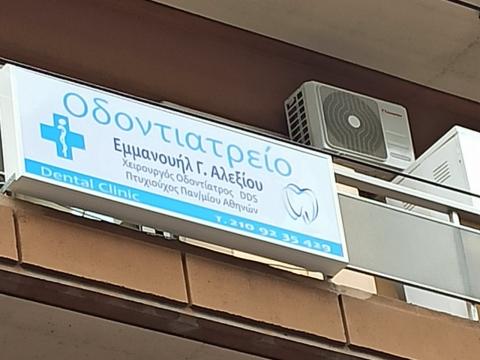 Οδοντιατρείο
Εμμανουήλ Γ. Αλεξίου
Χειρουργός Οδοντίατρος DDS
Πτυχιούχος Παν/μίου Αθηνών
Dental Clinic
τ. 210 92 35 429